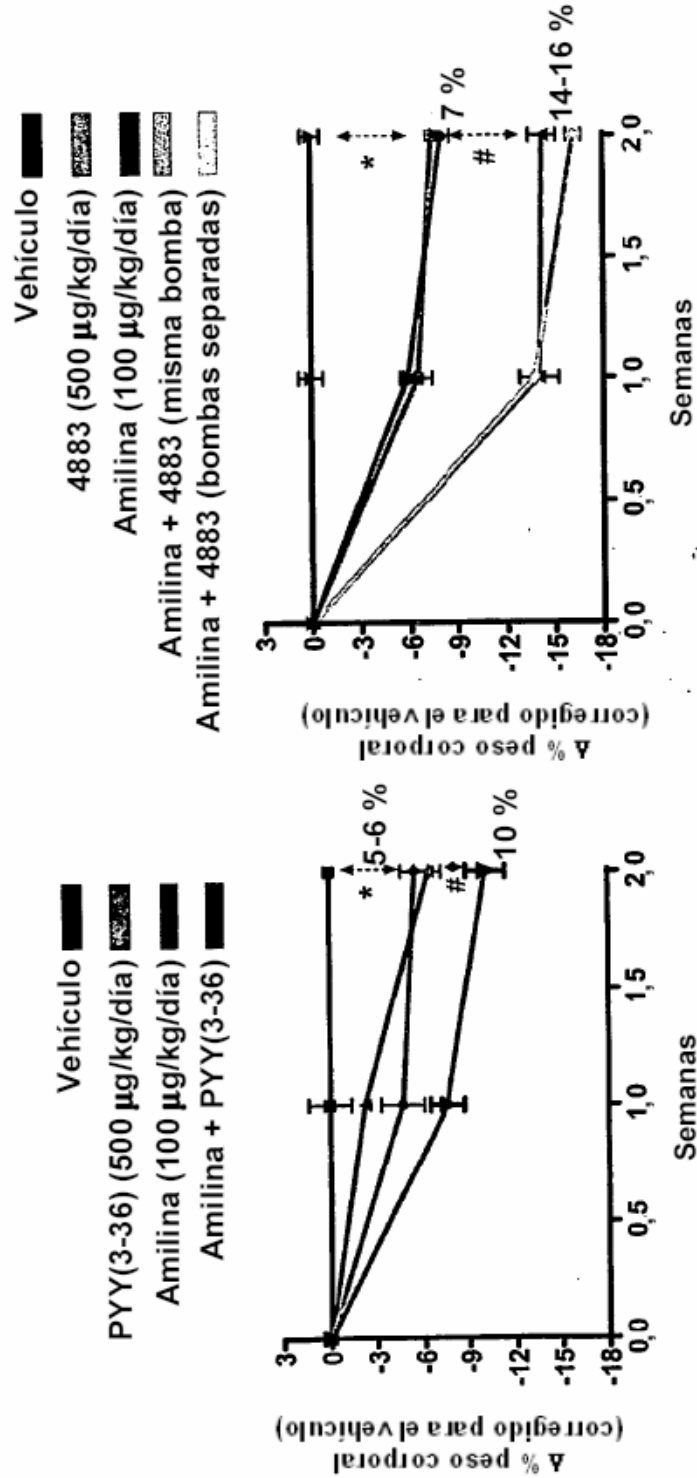 Vehículo
PYY(3-36) (500 µg/kg/día)
Amilina (100 µg/kg/día)
Amilina + PYY(3-36)
Δ % peso corporal
(corregido para el vehículo)
3
0
-3
-6
-9
-12
-15
-18
0,0
0,5
1,0
1,5
2,0
Semanas
*
5-6 %
#
10 %
Vehículo
4883 (500 µg/kg/día)
Amilina (100 µg/kg/día)
Amilina + 4883 (misma bomba)
Amilina + 4883 (bombas separadas)
Δ % peso corporal
(corregido para el vehículo)
3
0
-3
-6
-9
-12
-15
-18
0,0
0,5
1,0
1,5
2,0
Semanas
*
7 %
#
14-16 %